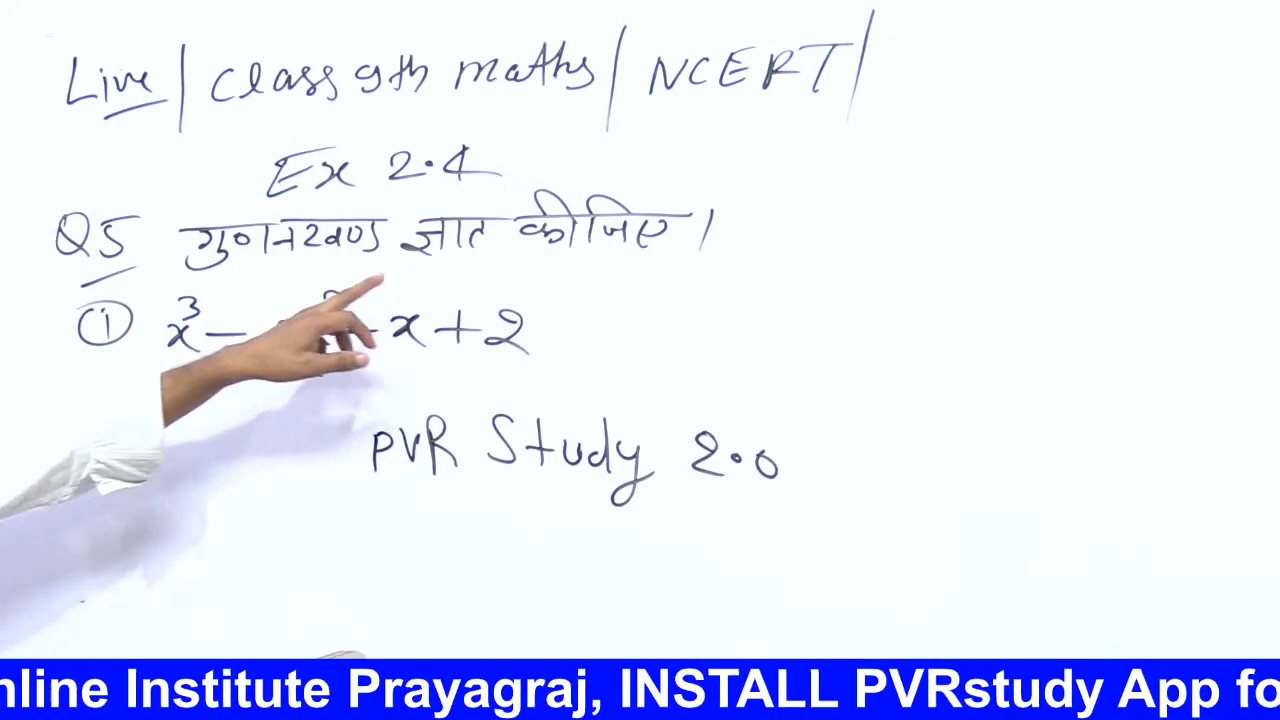 Live | Class 9th maths | NCERT |
Ex 2.4
Q5 गुणनखण्ड ज्ञात कीजिए।
① x³ - x + 2
PVR Study 2.0
nline Institute Prayagraj, INSTALL PVRstudy App fo